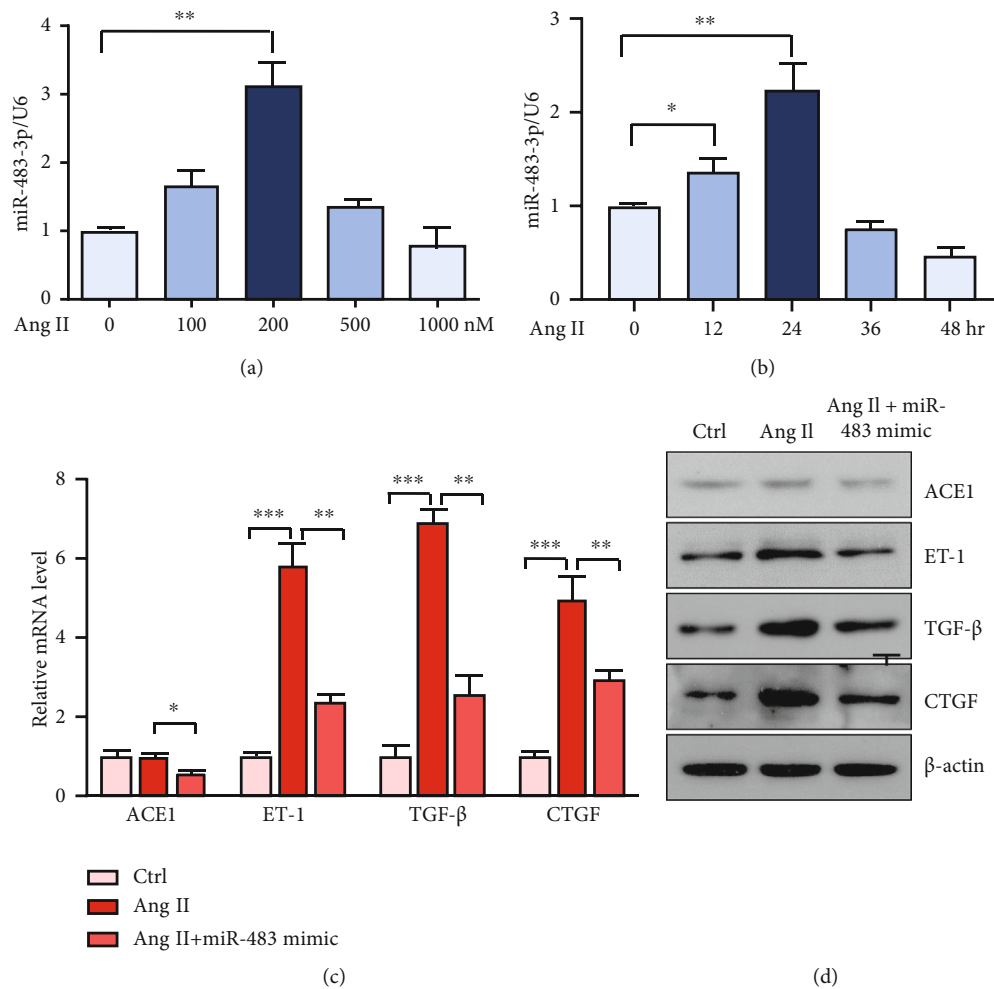 **
4
3
2
1
0
miR-483-3p/U6
Ang II 0 100 200 500 1000 nM
(a)
**
*
3
2
1
0
miR-483-3p/U6
Ang II 0 12 24 36 48 hr
(b)
8
6
4
2
0
Relative mRNA level
*
*** **
*** **
*** **
ACE1 ET-1 TGF-β CTGF
Ctrl
Ang II
Ang II+miR-483 mimic
(c)
Ctrl Ang Il Ang Il + miR-
483 mimic
ACE1
ET-1
TGF-β
CTGF
β-actin
(d)